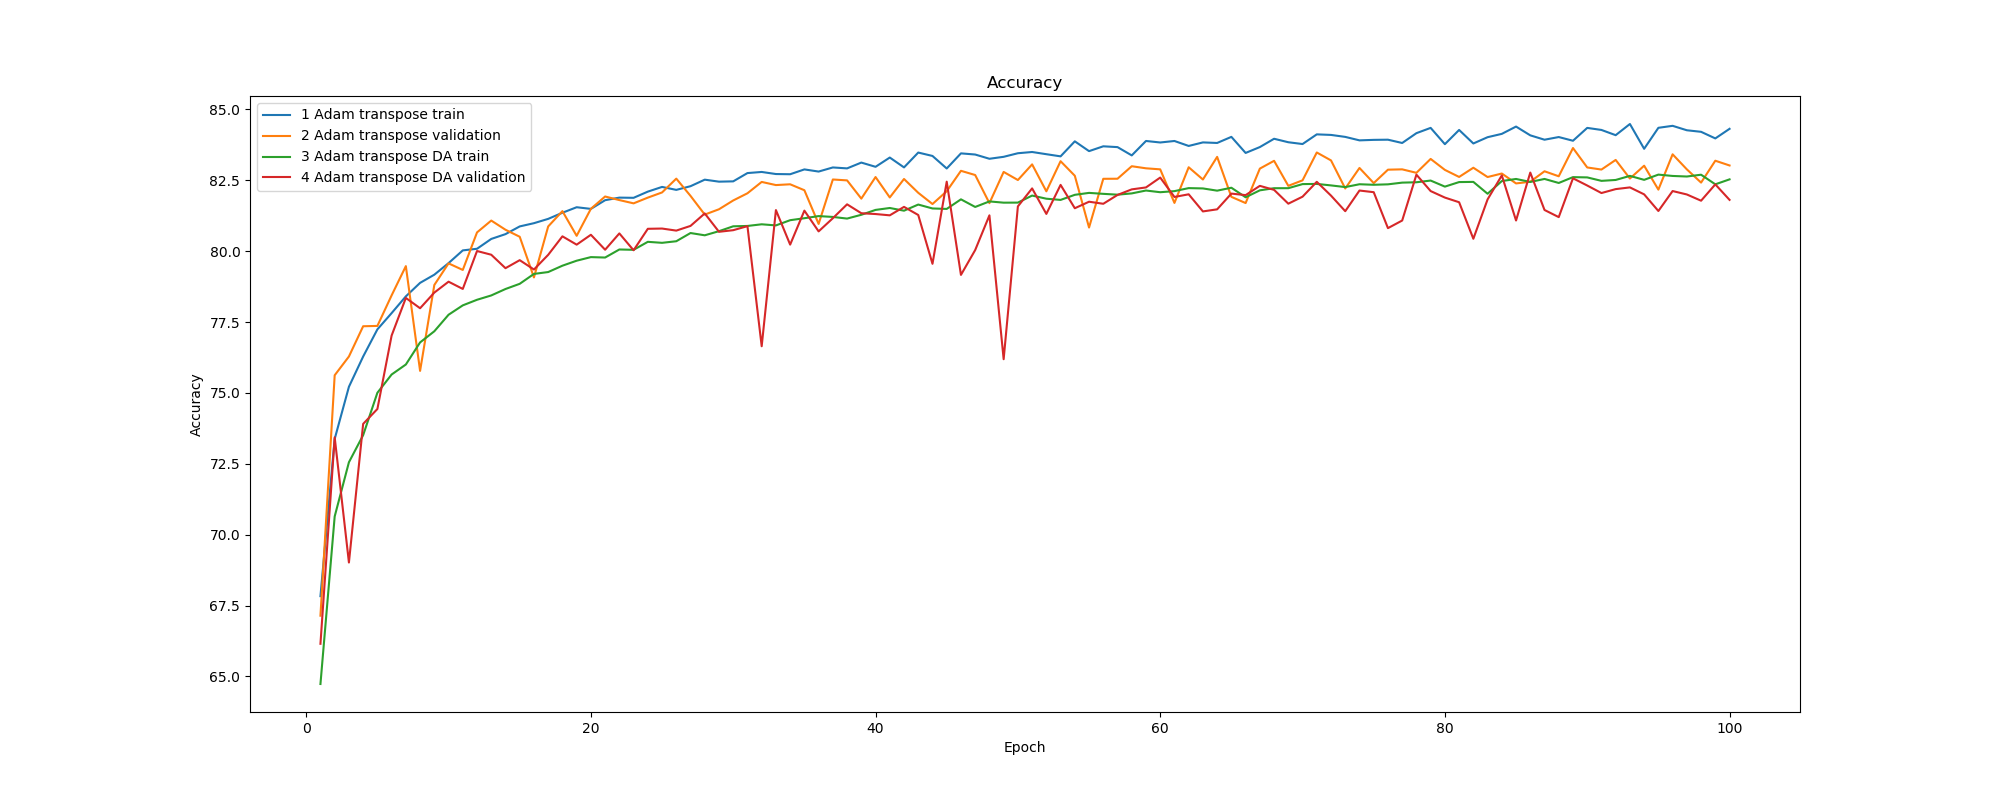 Accuracy
85.0
82.5
80.0
77.5
75.0
72.5
70.0
67.5
65.0
Accuracy
1 Adam transpose train
2 Adam transpose validation
3 Adam transpose DA train
4 Adam transpose DA validation
0 20 40 60 80 100
Epoch